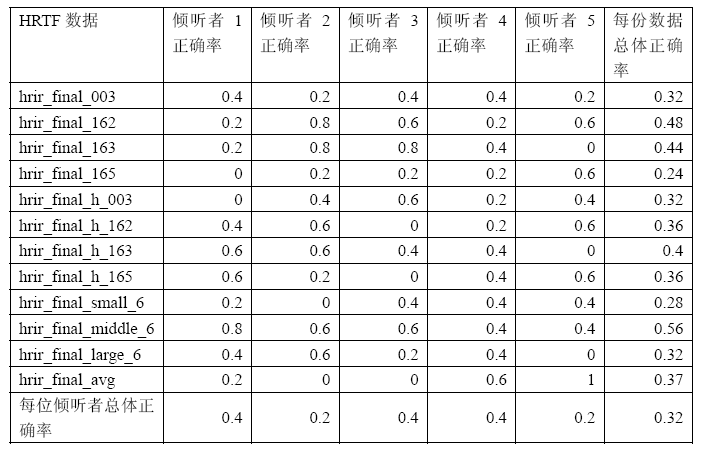 HRTF 数据 倾听者 1 正确率 倾听者 2 正确率 倾听者 3 正确率 倾听者 4 正确率 倾听者 5 正确率 每份数据总体正确率
hrir_final_003 0.4 0.2 0.4 0.4 0.2 0.32
hrir_final_162 0.2 0.8 0.6 0.2 0.6 0.48
hrir_final_163 0.2 0.8 0.8 0.4 0 0.44
hrir_final_165 0 0.2 0.2 0.2 0.6 0.24
hrir_final_h_003 0 0.4 0.6 0.2 0.4 0.32
hrir_final_h_162 0.4 0.6 0 0.2 0.6 0.36
hrir_final_h_163 0.6 0.6 0.4 0.4 0 0.4
hrir_final_h_165 0.6 0.2 0 0.4 0.6 0.36
hrir_final_small_6 0.2 0 0.4 0.4 0.4 0.28
hrir_final_middle_6 0.8 0.6 0.6 0.4 0.4 0.56
hrir_final_large_6 0.4 0.6 0.2 0.4 0 0.32
hrir_final_avg 0.2 0 0 0.6 1 0.37
每位倾听者总体正确率 0.4 0.2 0.4 0.4 0.2 0.32